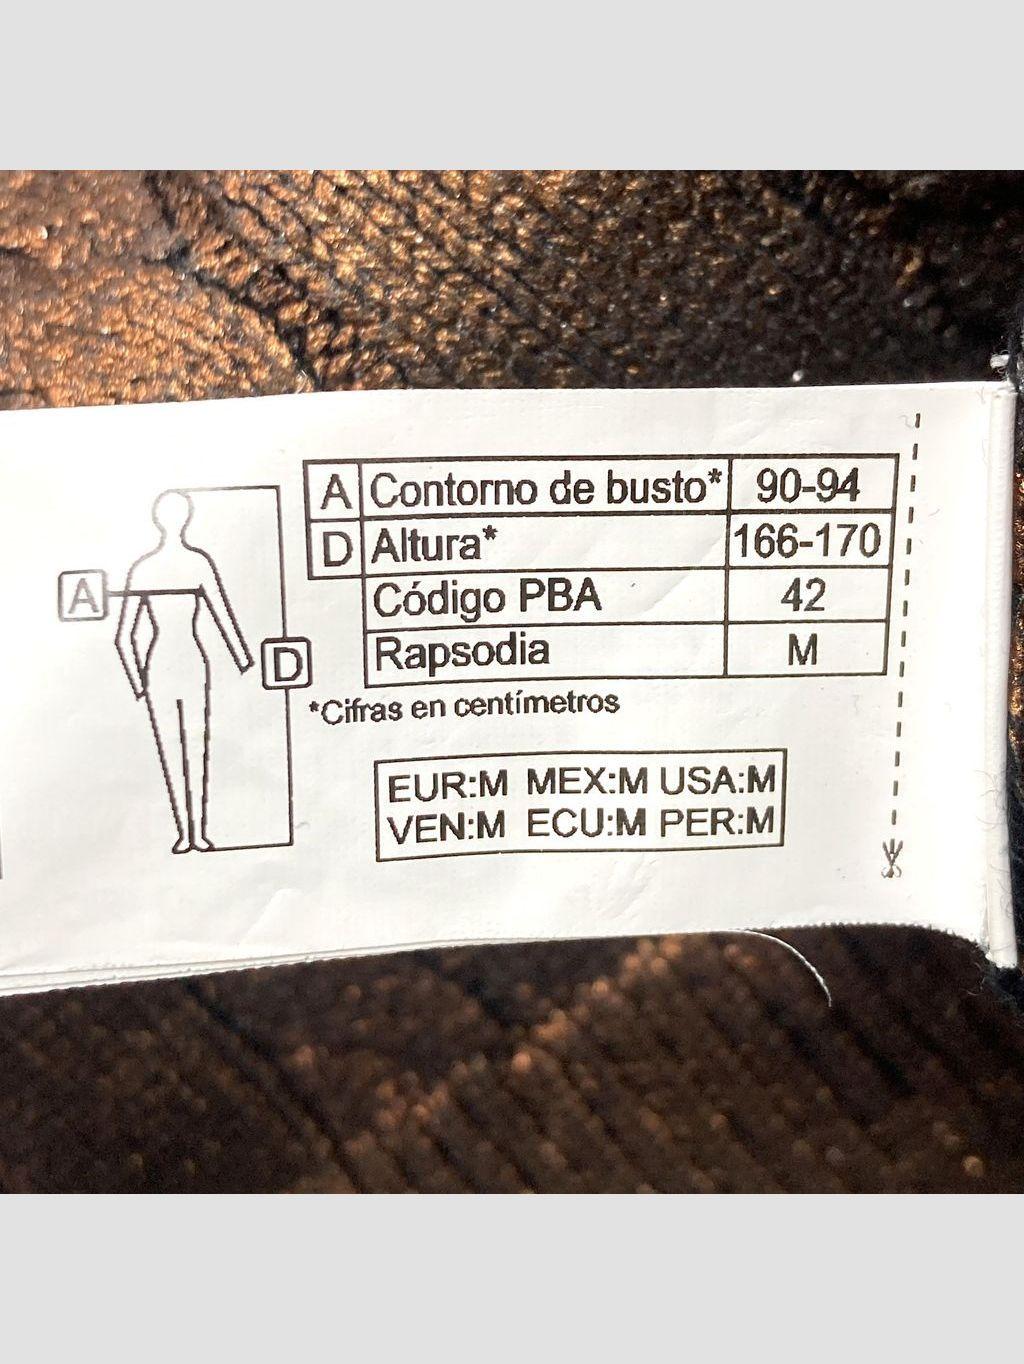 A Contorno de busto* 90-94
D Altura* 166-170
Código PBA 42
Rapsodia M
*Cifras en centímetros
A
D
EUR:M MEX:M USA:M
VEN:M ECU:M PER:M